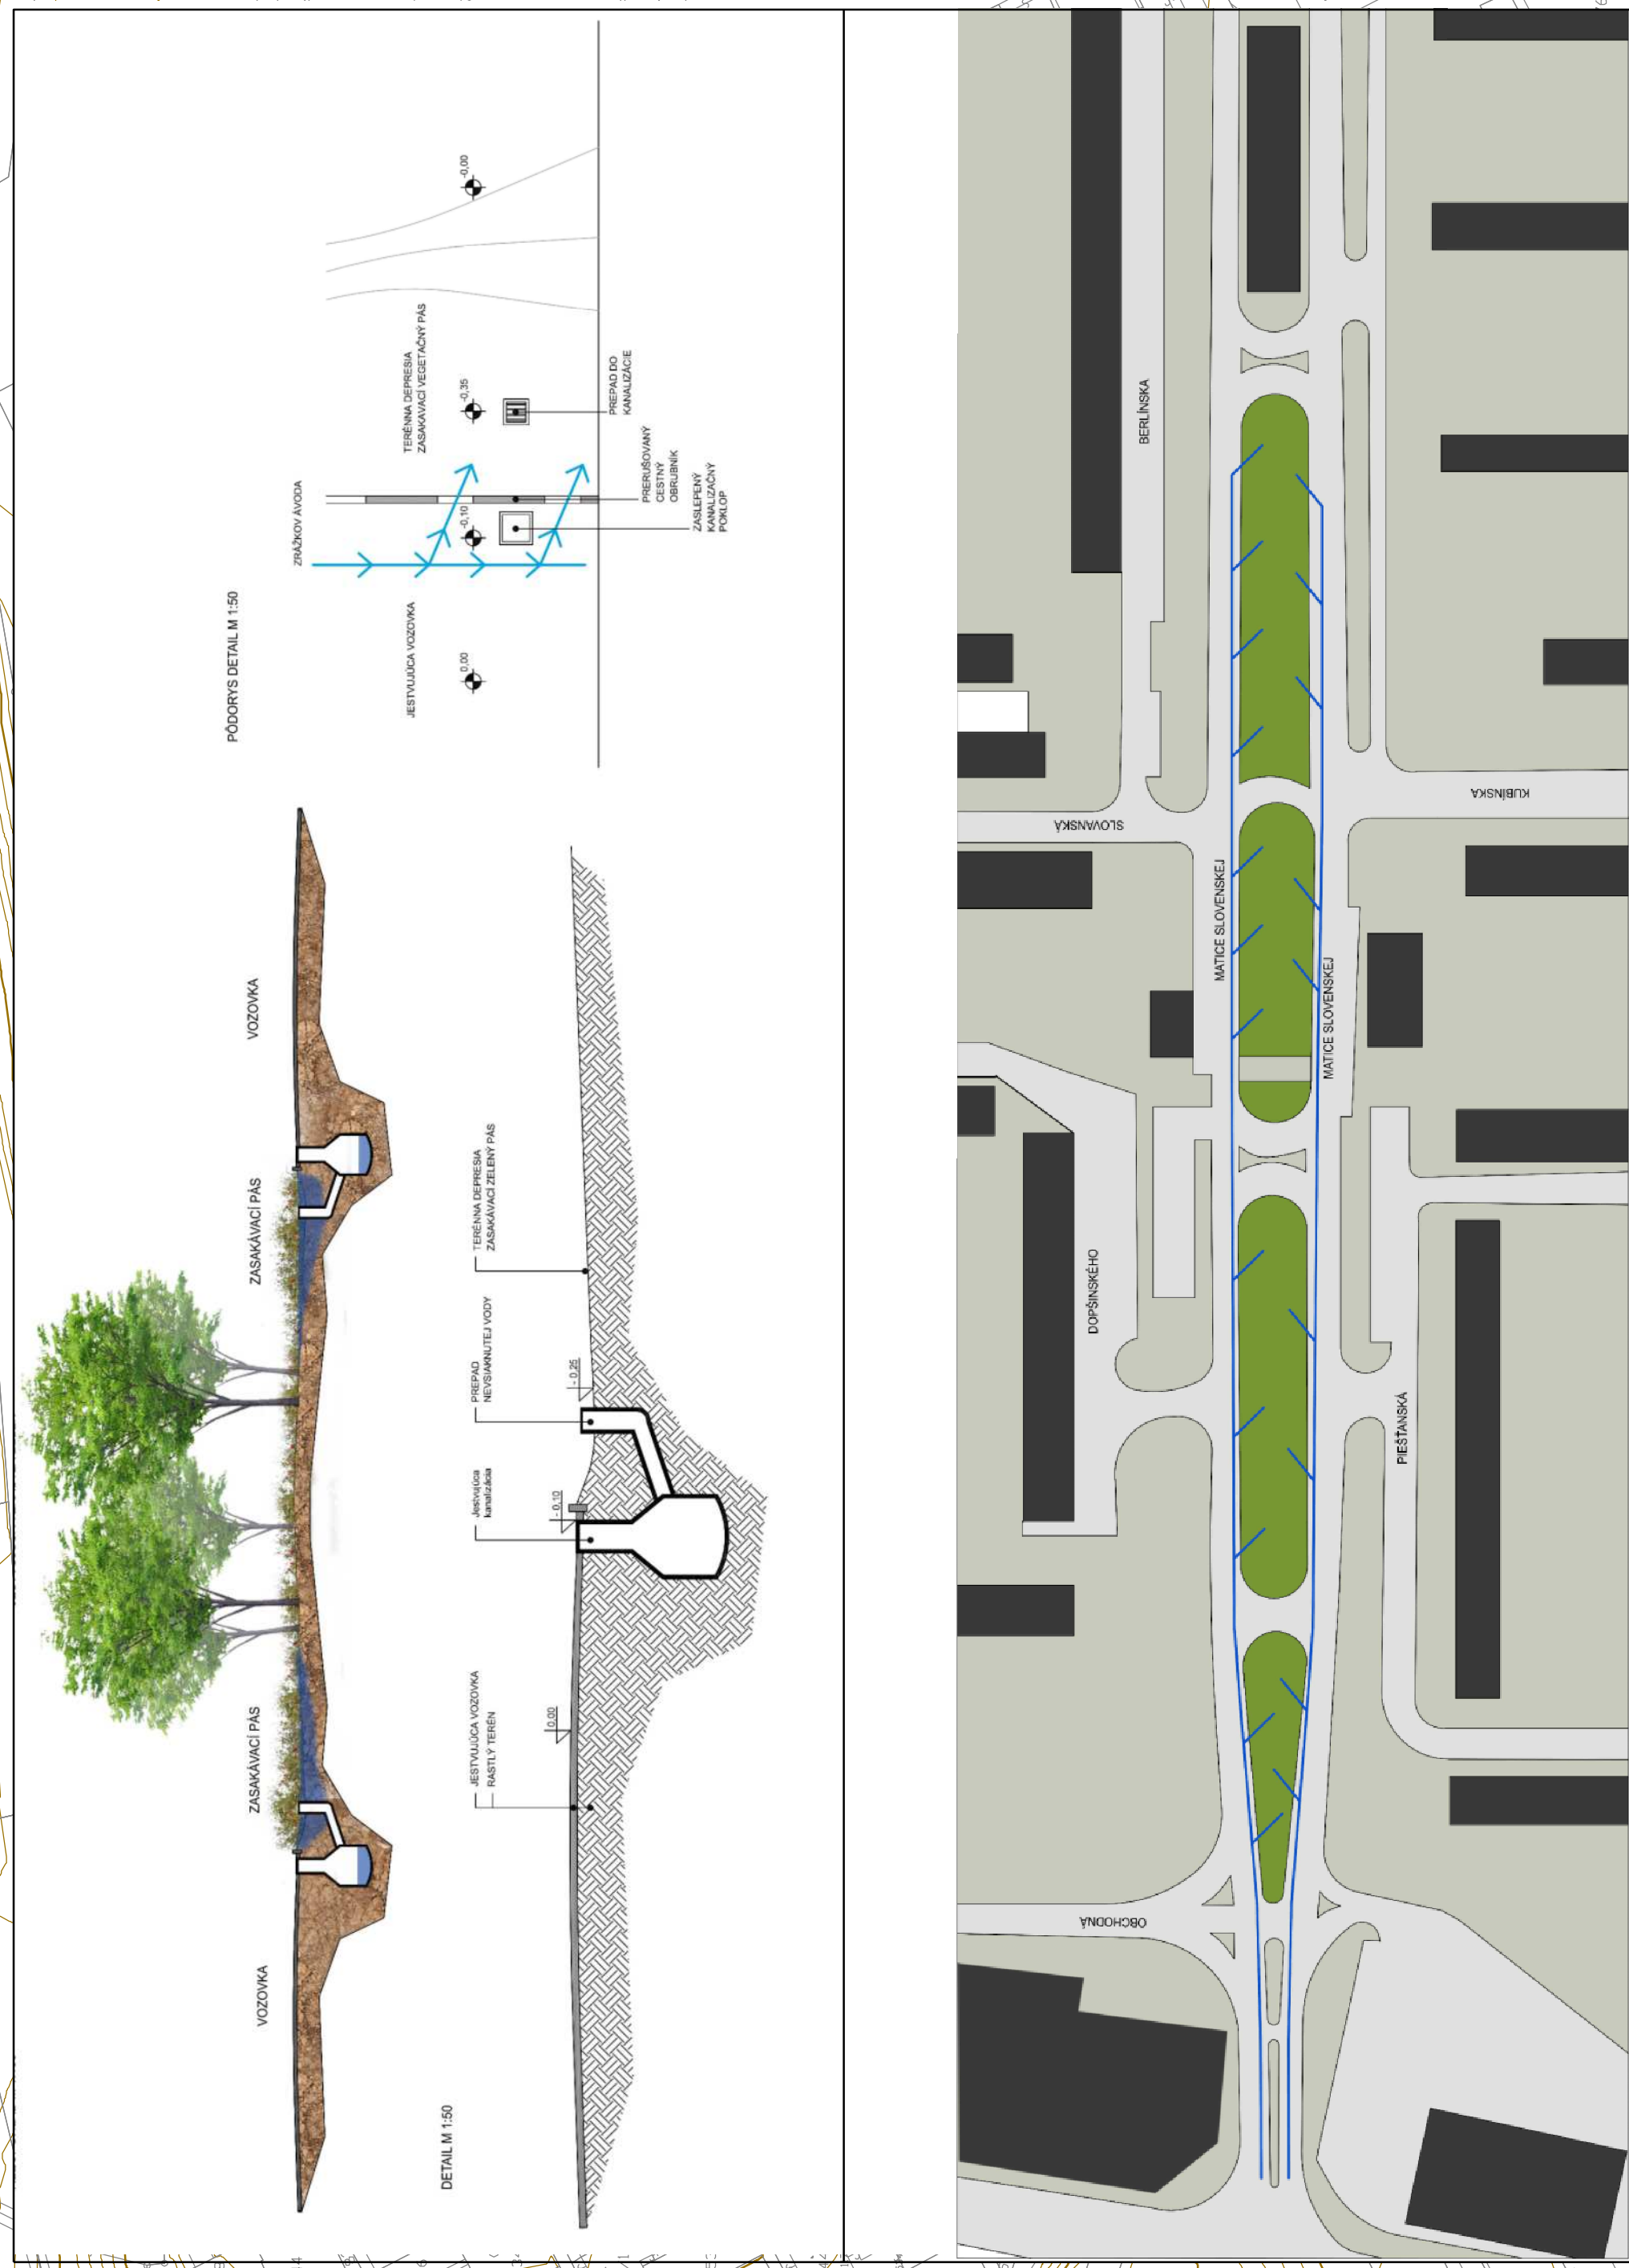 VOZOVKA
ZASAKÁVACÍ PÁS
ZASAKÁVACÍ PÁS
VOZOVKA
DETAIL M 1:50
JESTVUJÚCA VOZOVKA
RASTLÝ TERÉN
Jestvujúca
kanalizácia
PREPAD
NEVSIAKNUTEJ VODY
TERÉNNA DEPRESIA
ZASAKÁVACÍ ZELENÝ PÁS
0,00
- 0,10
- 0,25
PÔDORYS DETAIL M 1:50
ZRÁŽKOV ÁVODA
JESTVUJÚCA VOZOVKA
TERÉNNA DEPRESIA
ZASAKAVACÍ VEGETAČNÝ PÁS
0,00
-0,10
-0,35
-0,00
ZASLEPENÝ
KANALIZAČNÝ
POKLOP
PRERUŠOVANÝ
CESTNÝ
OBRUBNÍK
PREPAD DO
KANALIZÁCIE
OBCHODNÁ
DOPŠINSKÉHO
SLOVANSKÁ
BERLÍNSKA
MATICE SLOVENSKEJ
MATICE SLOVENSKEJ
PIEŠŤANSKÁ
KUBÍNSKA